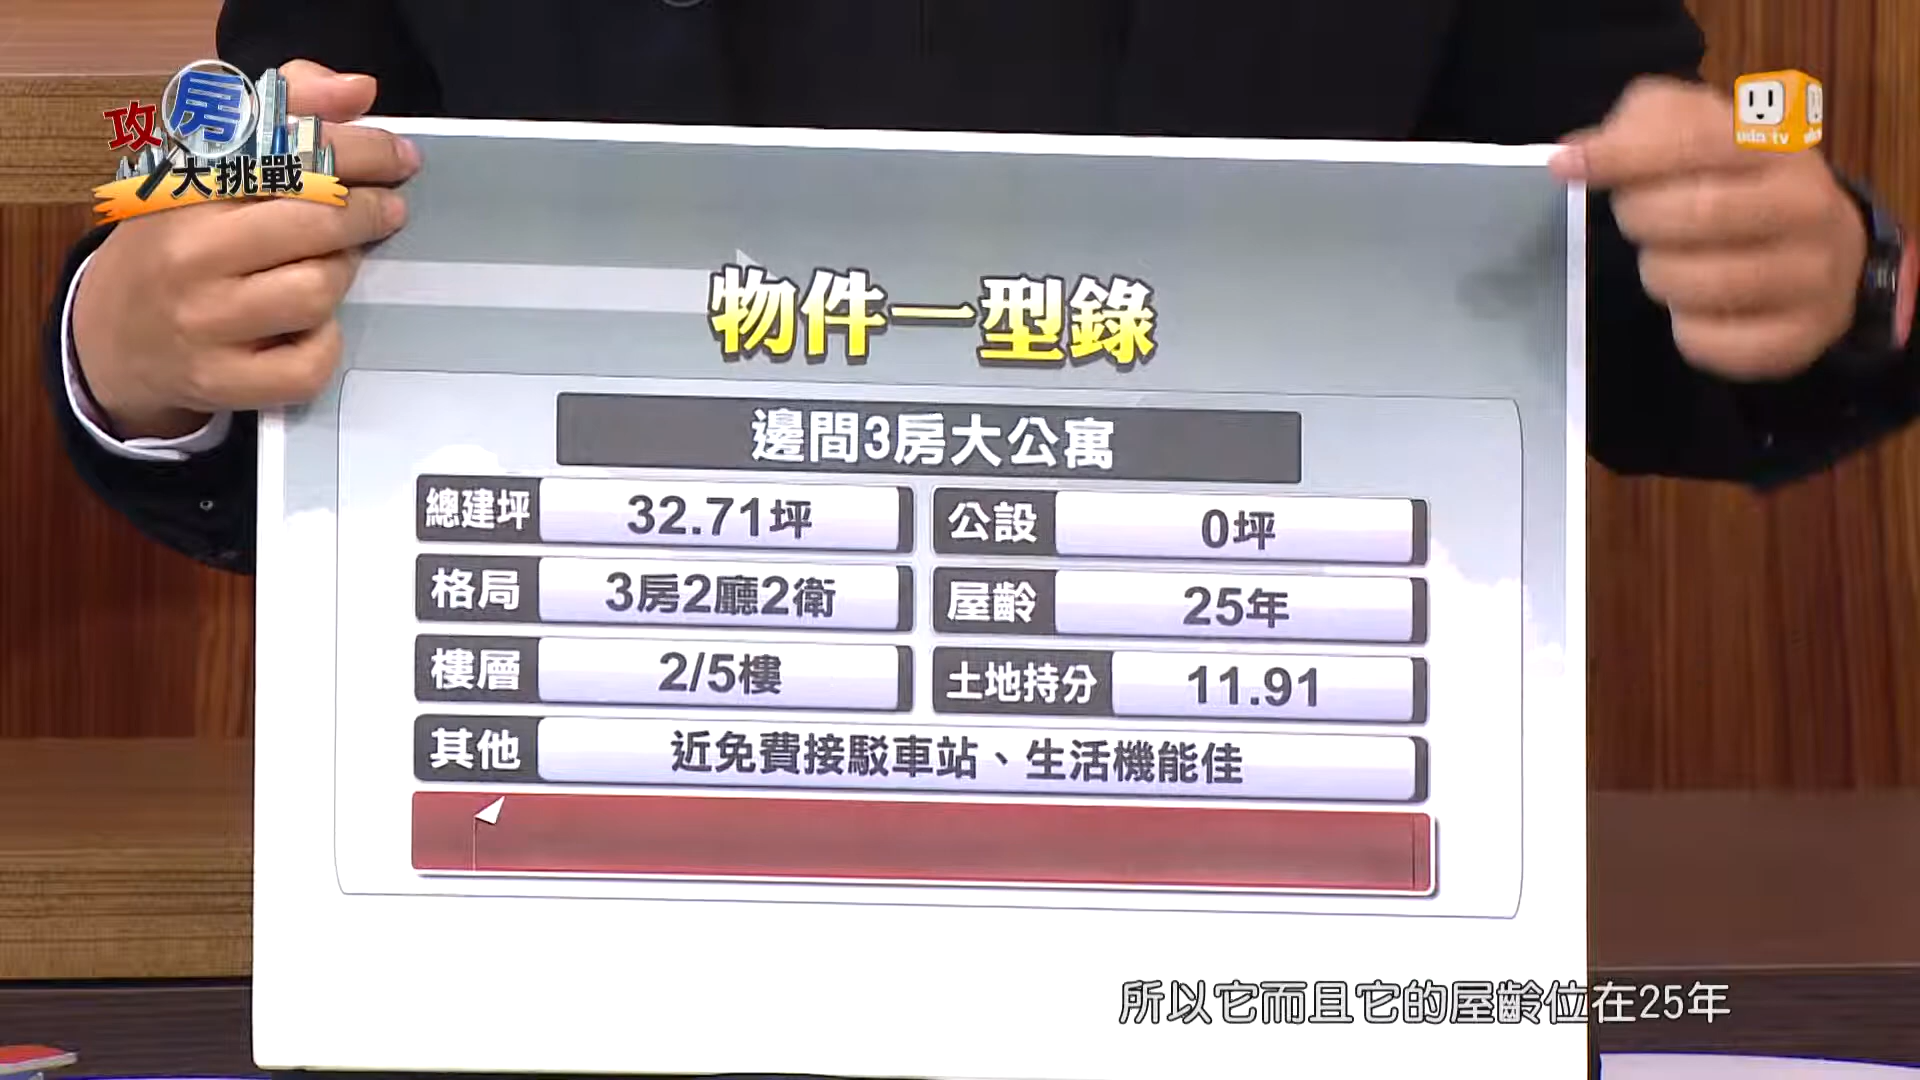 攻房
大挑戰
udn tv
物件一型錄
邊間3房大公寓
總建坪 32.71坪 公設 0坪
格局 3房2廳2衛 屋齡 25年
樓層 2/5樓 土地持分 11.91
其他 近免費接駁車站、生活機能佳
所以它而且它的屋齡位在25年